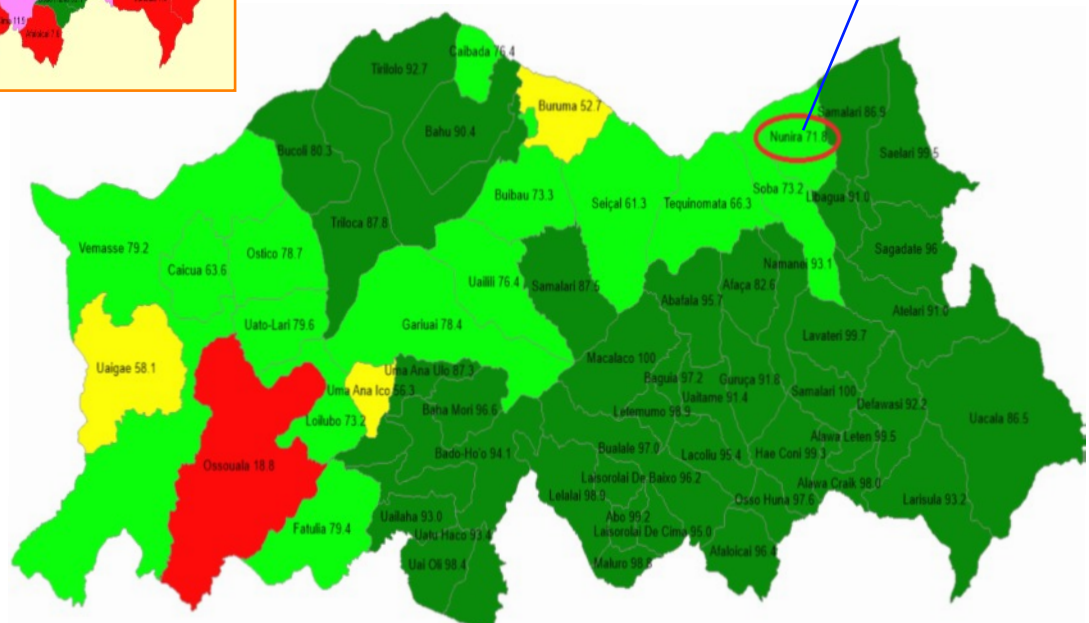 Caibada 76.4
Tirilolo 92.7
Buruma 52.7
Samalari 86.9
Bahu 90.4
Nunira 71.8
Bucoli 80.3
Saelari 99.5
Buibau 73.3
Soba 73.2
Libagua 91.0
Seiçal 61.3
Tequinomata 66.3
Triloca 87.8
Vemasse 79.2
Ostico 78.7
Sagadate 96
Caicua 63.6
Namanei 93.1
Uailili 76.4
Samalari 87.5
Afaça 82.6
Abafala 95.7
Atelari 91.0
Uato-Lari 79.6
Gariuai 78.4
Lavateri 99.7
Macalaco 100
Uaigae 58.1
Uma Ana Ulo 87.3
Baguia 97.2
Guruça 91.8
Uma Ana Ico 56.3
Uaitame 91.4
Samalari 100
Defawasi 92.2
Baha Mori 96.6
Letemumo 98.9
Loilubo 73.2
Uacala 86.5
Alawa Leten 99.5
Bualale 97.0
Bado-Ho'o 94.1
Lacoliu 95.4
Hae Coni 99.3
Ossouala 18.8
Laisorolai De Baixo 96.2
Alawa Craik 98.0
Lelalai 98.9
Osso Huna 97.6
Larisula 93.2
Uailaha 93.0
Abo 99.2
Fatulia 79.4
Uatu Haco 93.4
Laisorolai De Cima 95.0
Afaloicai 96.4
Uai Oli 98.4
Maluro 98.8